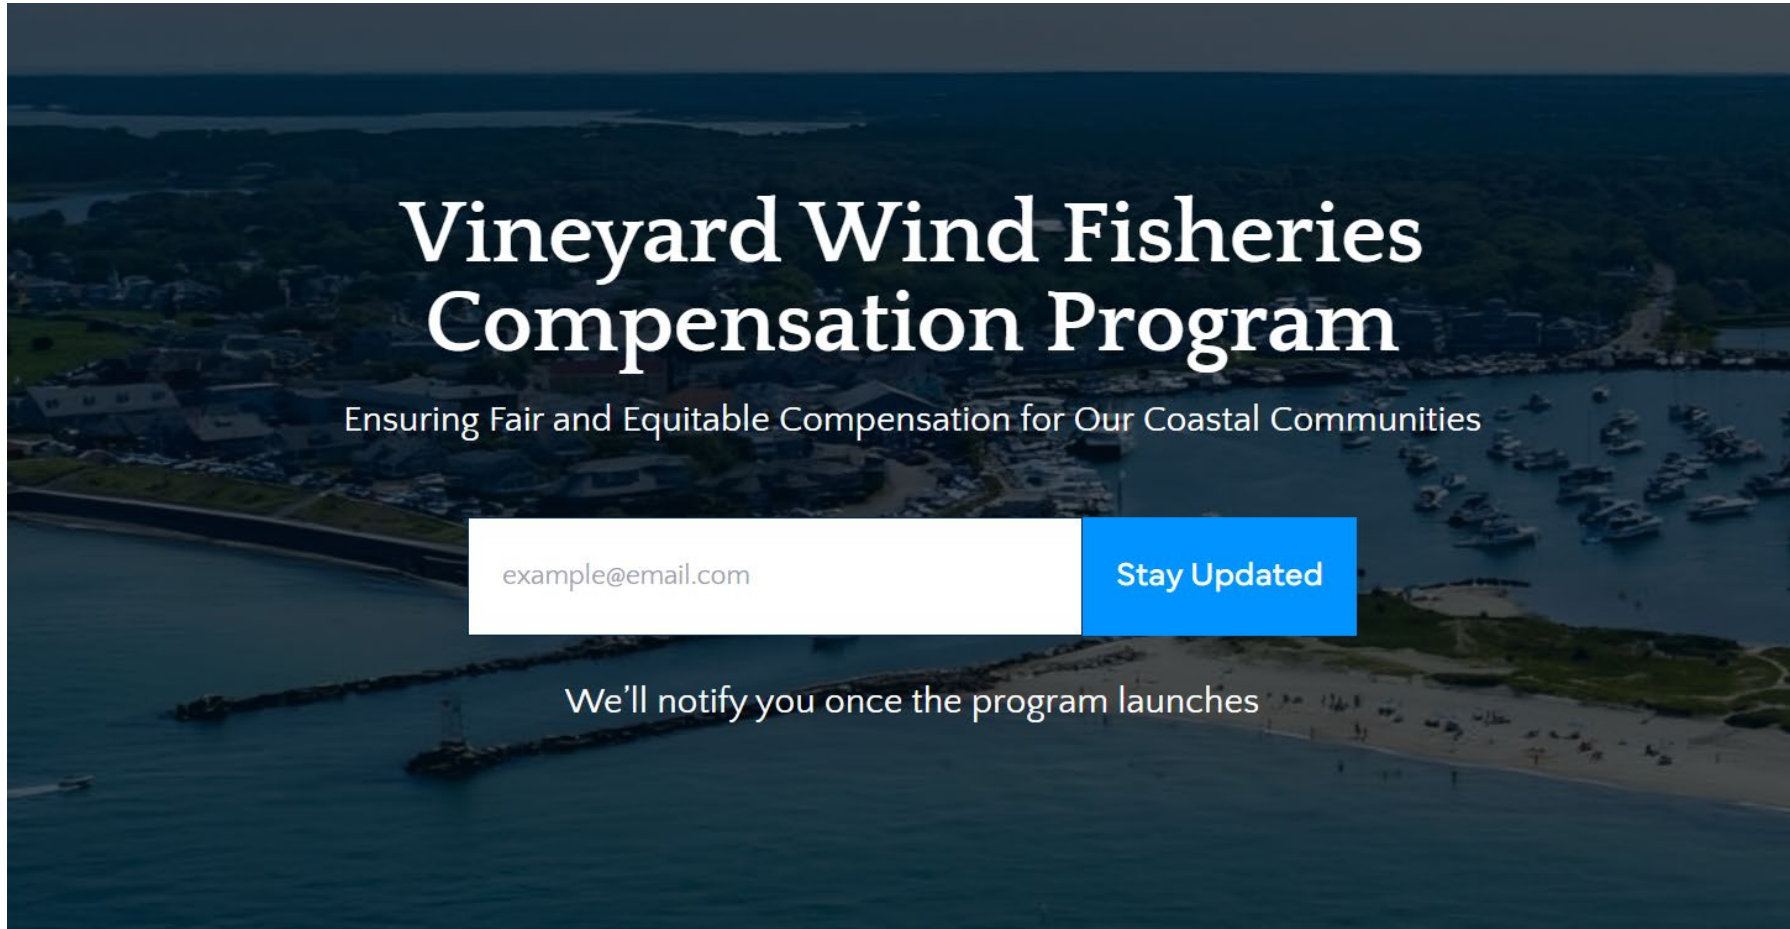 Vineyard Wind Fisheries
Compensation Program
Ensuring Fair and Equitable Compensation for Our Coastal Communities
example@email.com
Stay Updated
We’ll notify you once the program launches